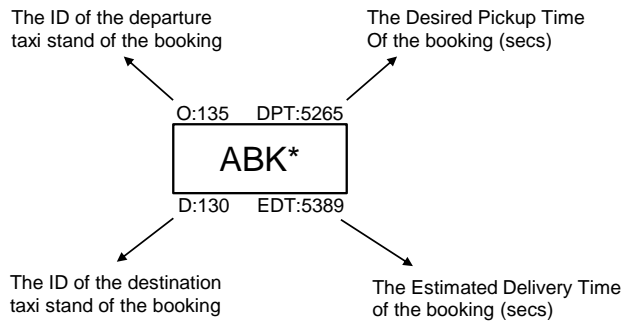 The ID of the departure
taxi stand of the booking
The Desired Pickup Time
Of the booking (secs)
O:135 DPT:5265
ABK*
D:130 EDT:5389
The ID of the destination
taxi stand of the booking
The Estimated Delivery Time
of the booking (secs)